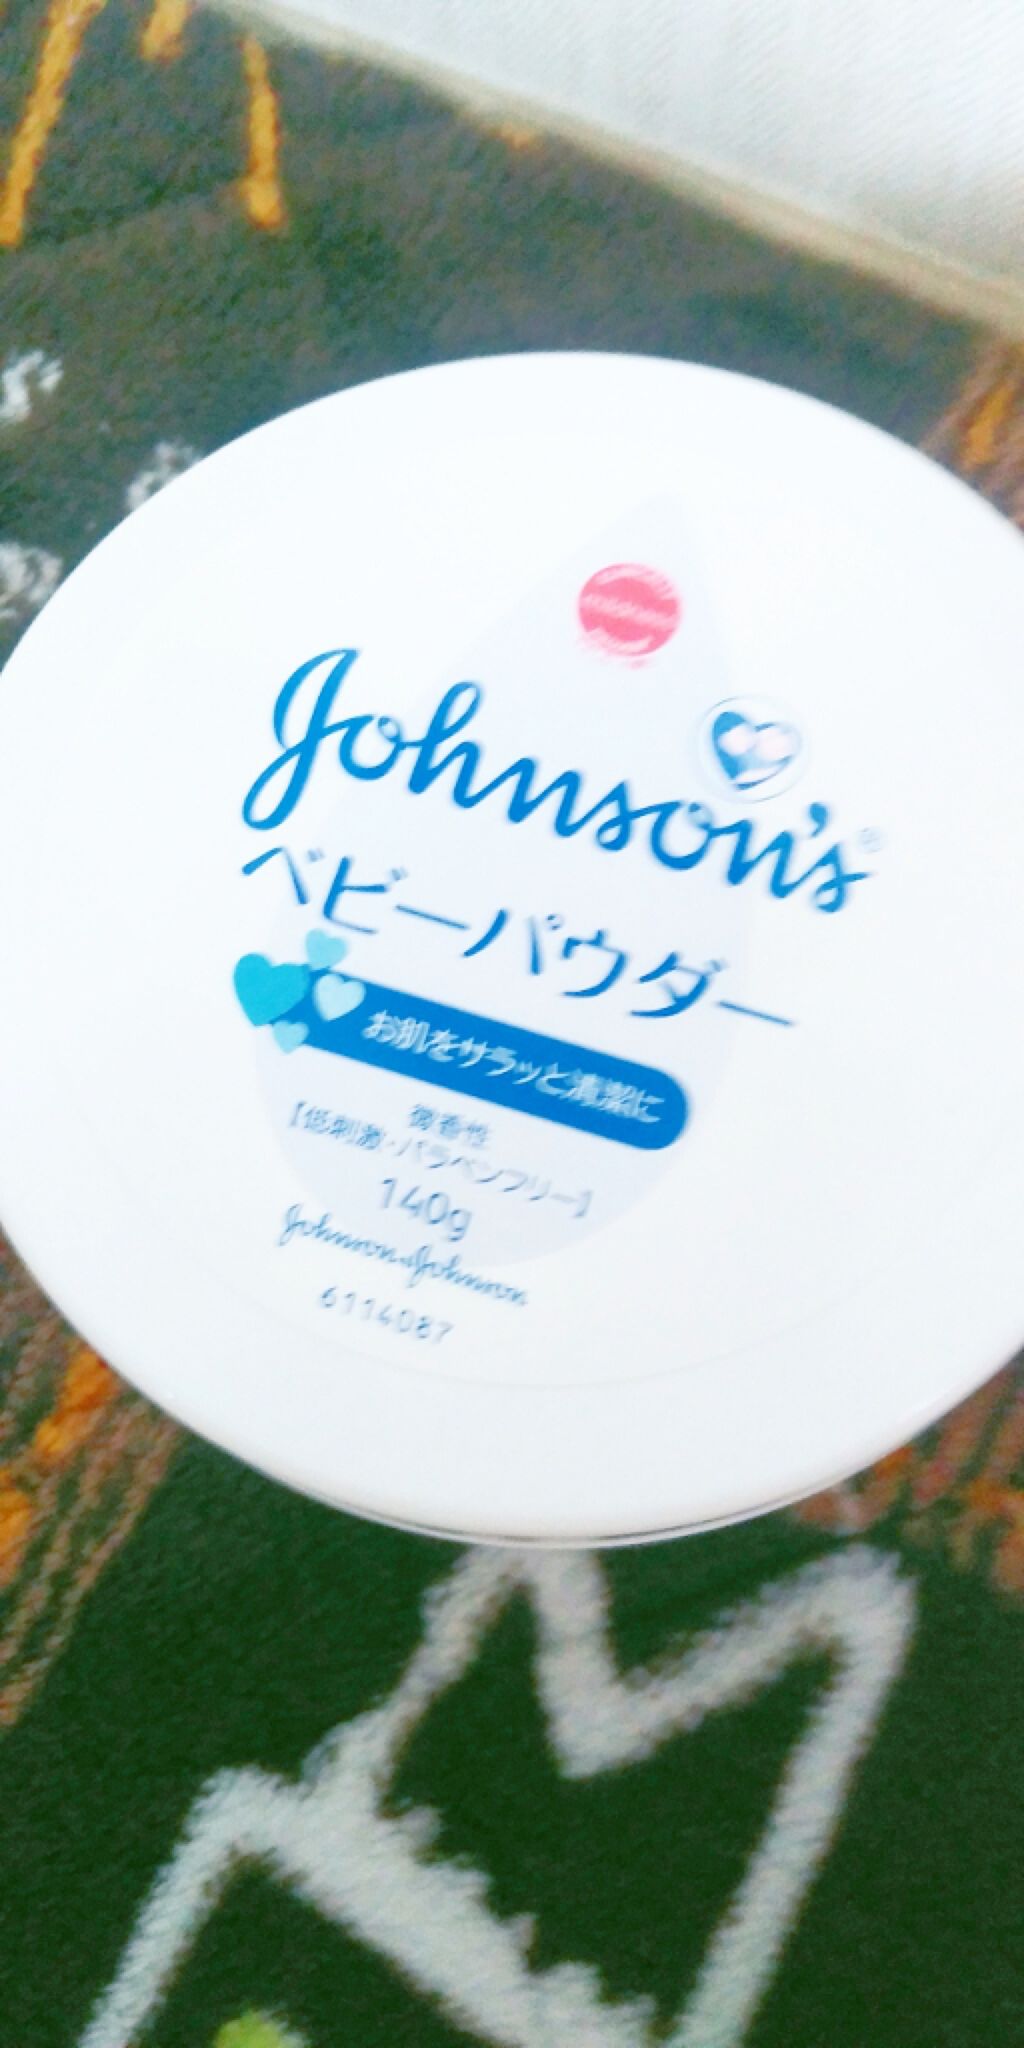 Johnson's®
ベビーパウダー
お肌をサラッと清潔に
微香性
【低刺激・パラベンフリー】
140g
Johnson & Johnson
6114087